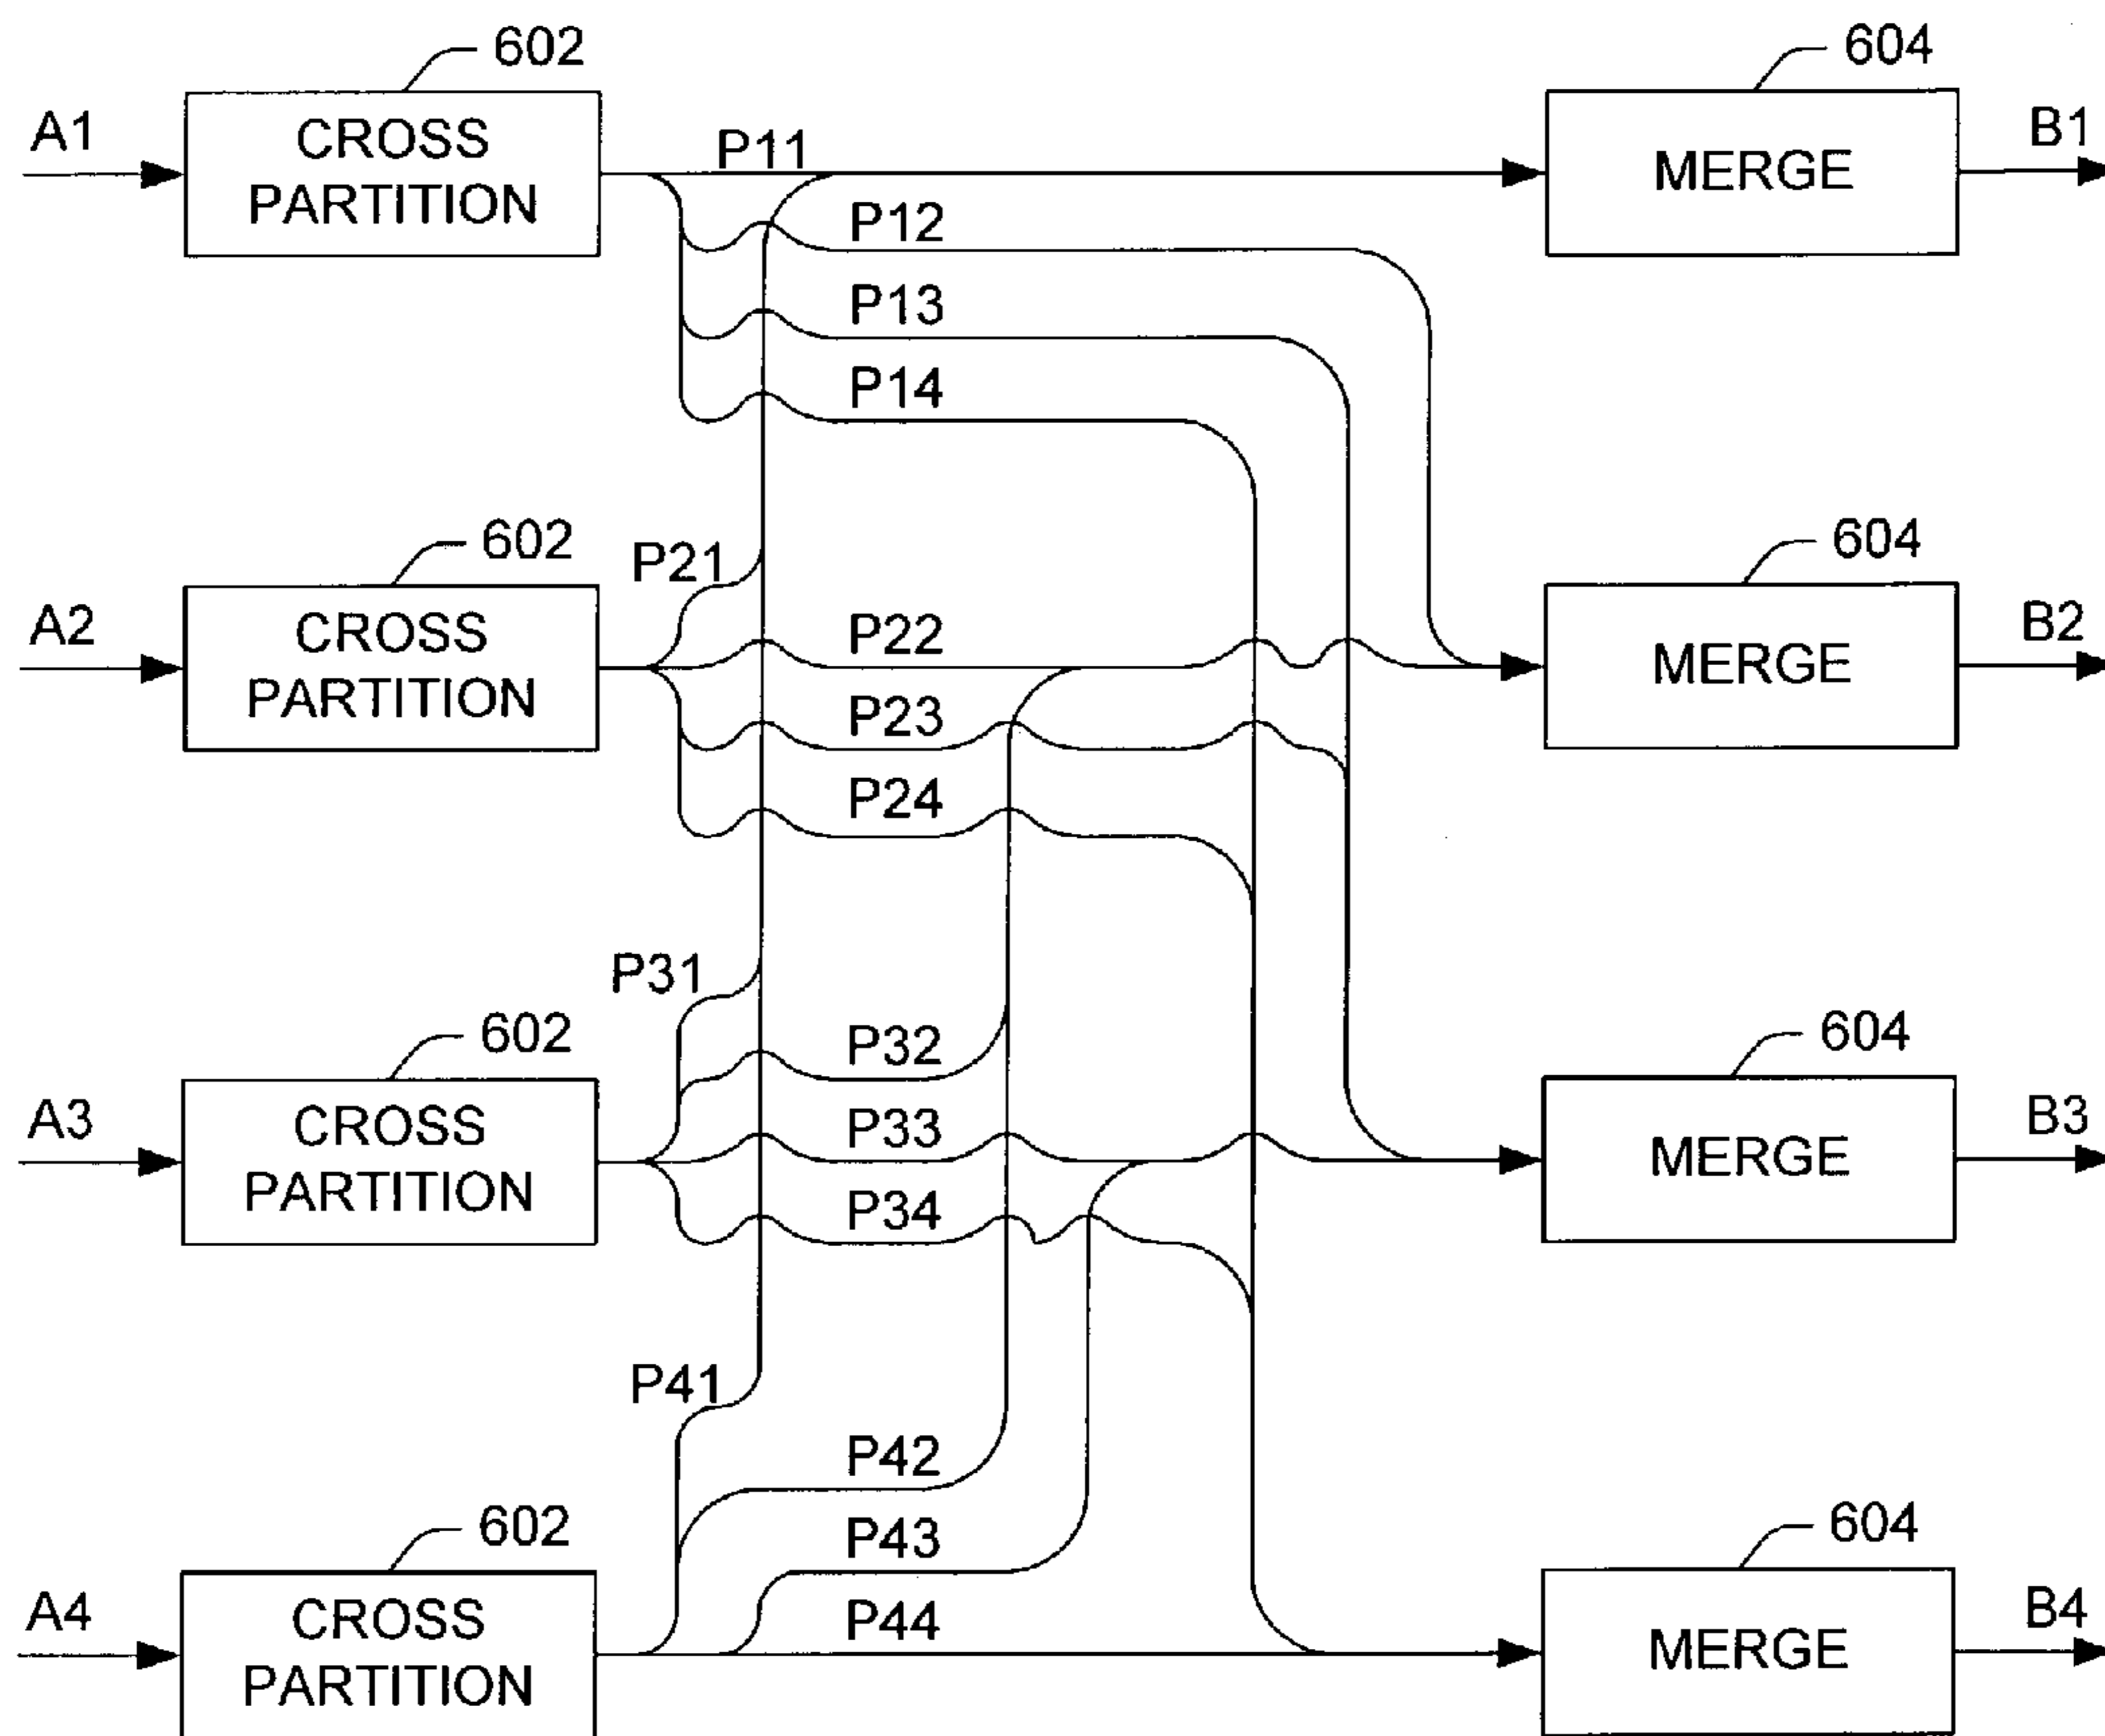 602
604
A1
CROSS
PARTITION
P11
MERGE
B1
P12
P13
P14
602
604
A2
CROSS
PARTITION
P21
P22
MERGE
B2
P23
P24
P31
602
604
A3
CROSS
PARTITION
P32
P33
MERGE
B3
P34
P41
P42
602
604
A4
CROSS
PARTITION
P43
P44
MERGE
B4